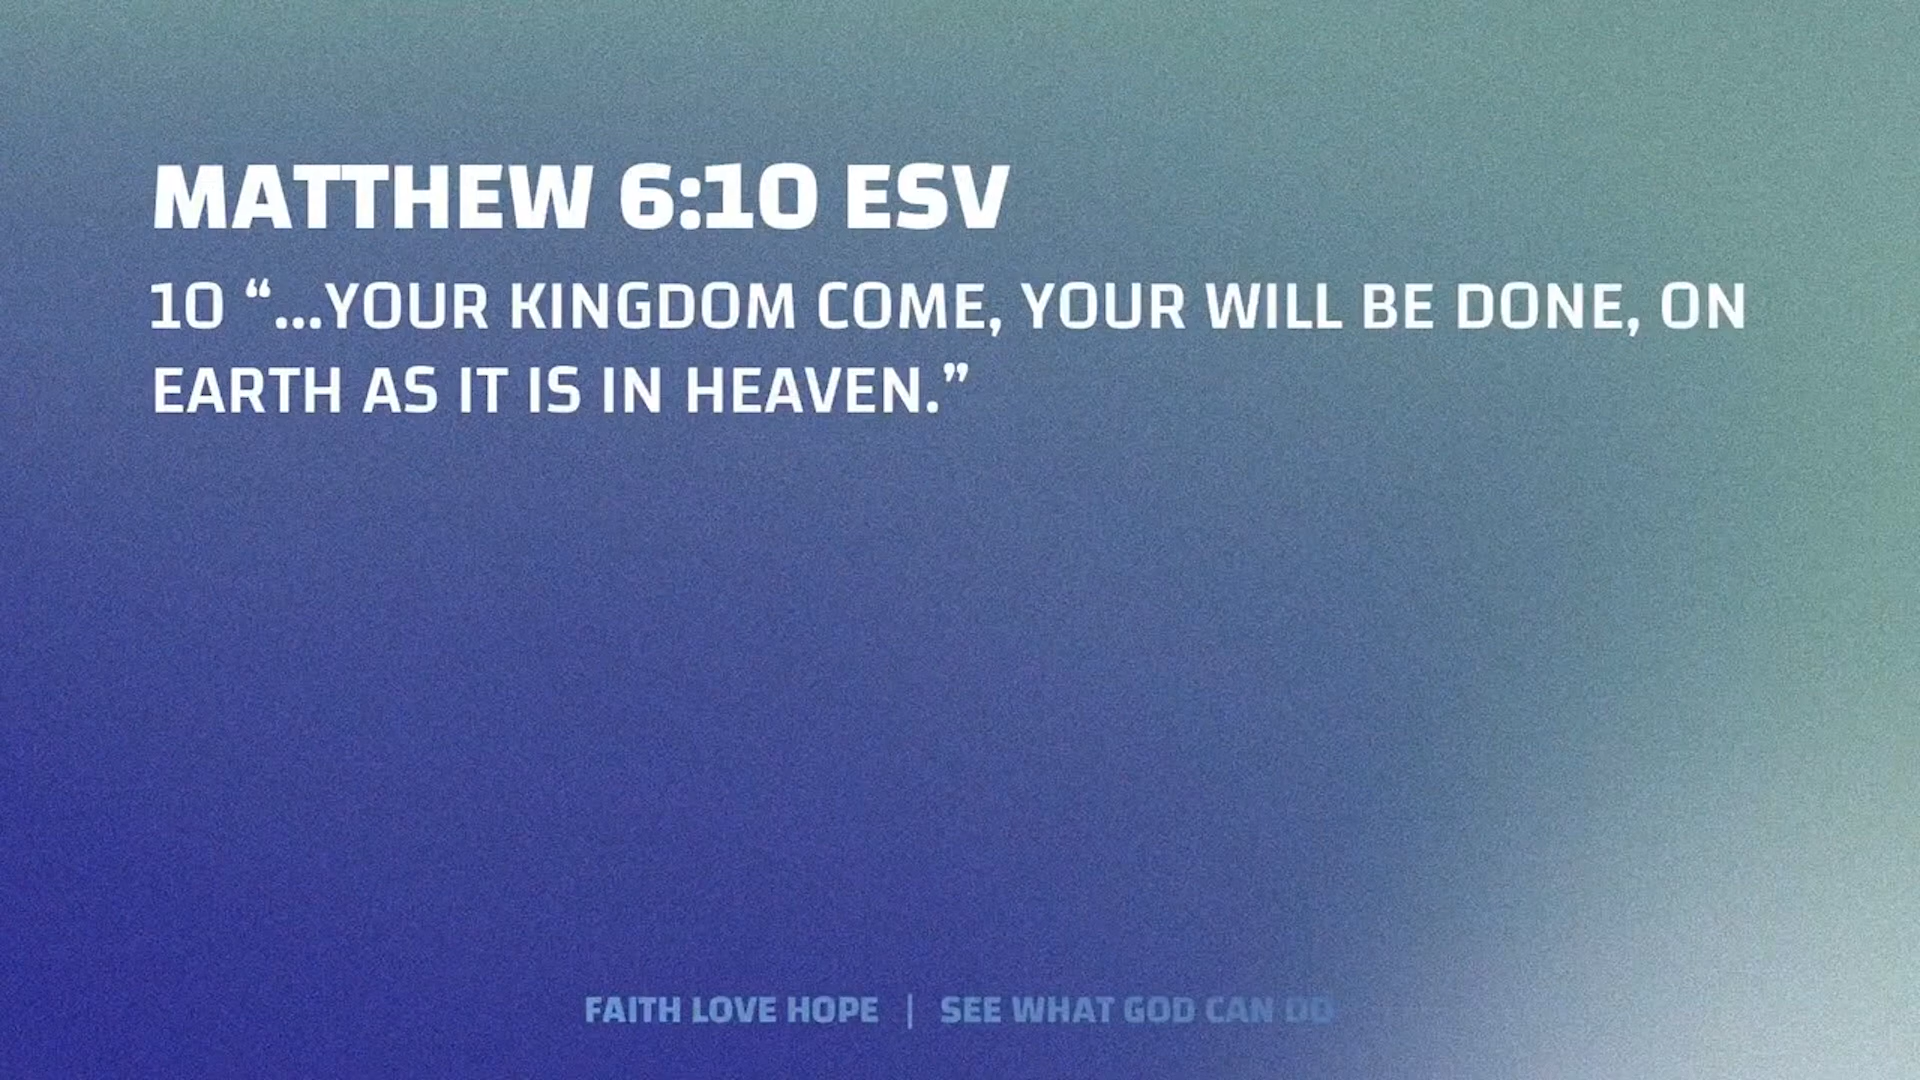 MATTHEW 6:10 ESV
10 “...YOUR KINGDOM COME, YOUR WILL BE DONE, ON
EARTH AS IT IS IN HEAVEN.”
FAITH LOVE HOPE | SEE WHAT GOD CAN DO